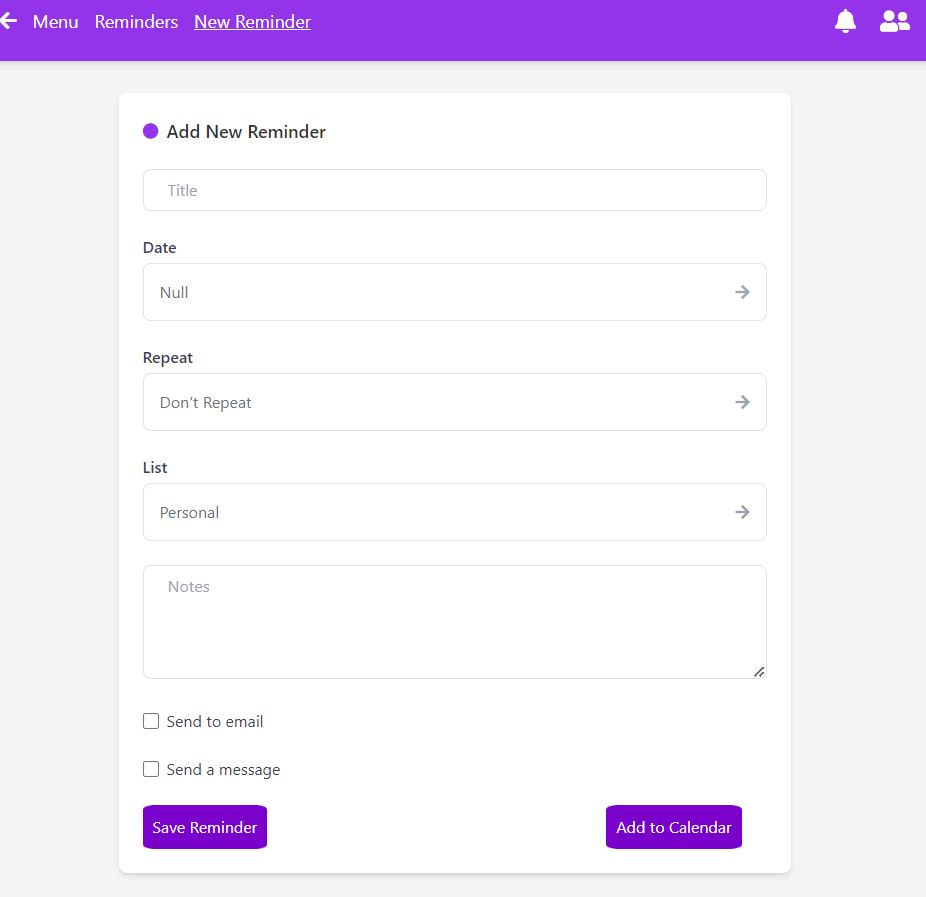 Menu Reminders New Reminder
Add New Reminder
Title
Date
Null
Repeat
Don't Repeat
List
Personal
Notes
Send to email
Send a message
Save Reminder Add to Calendar